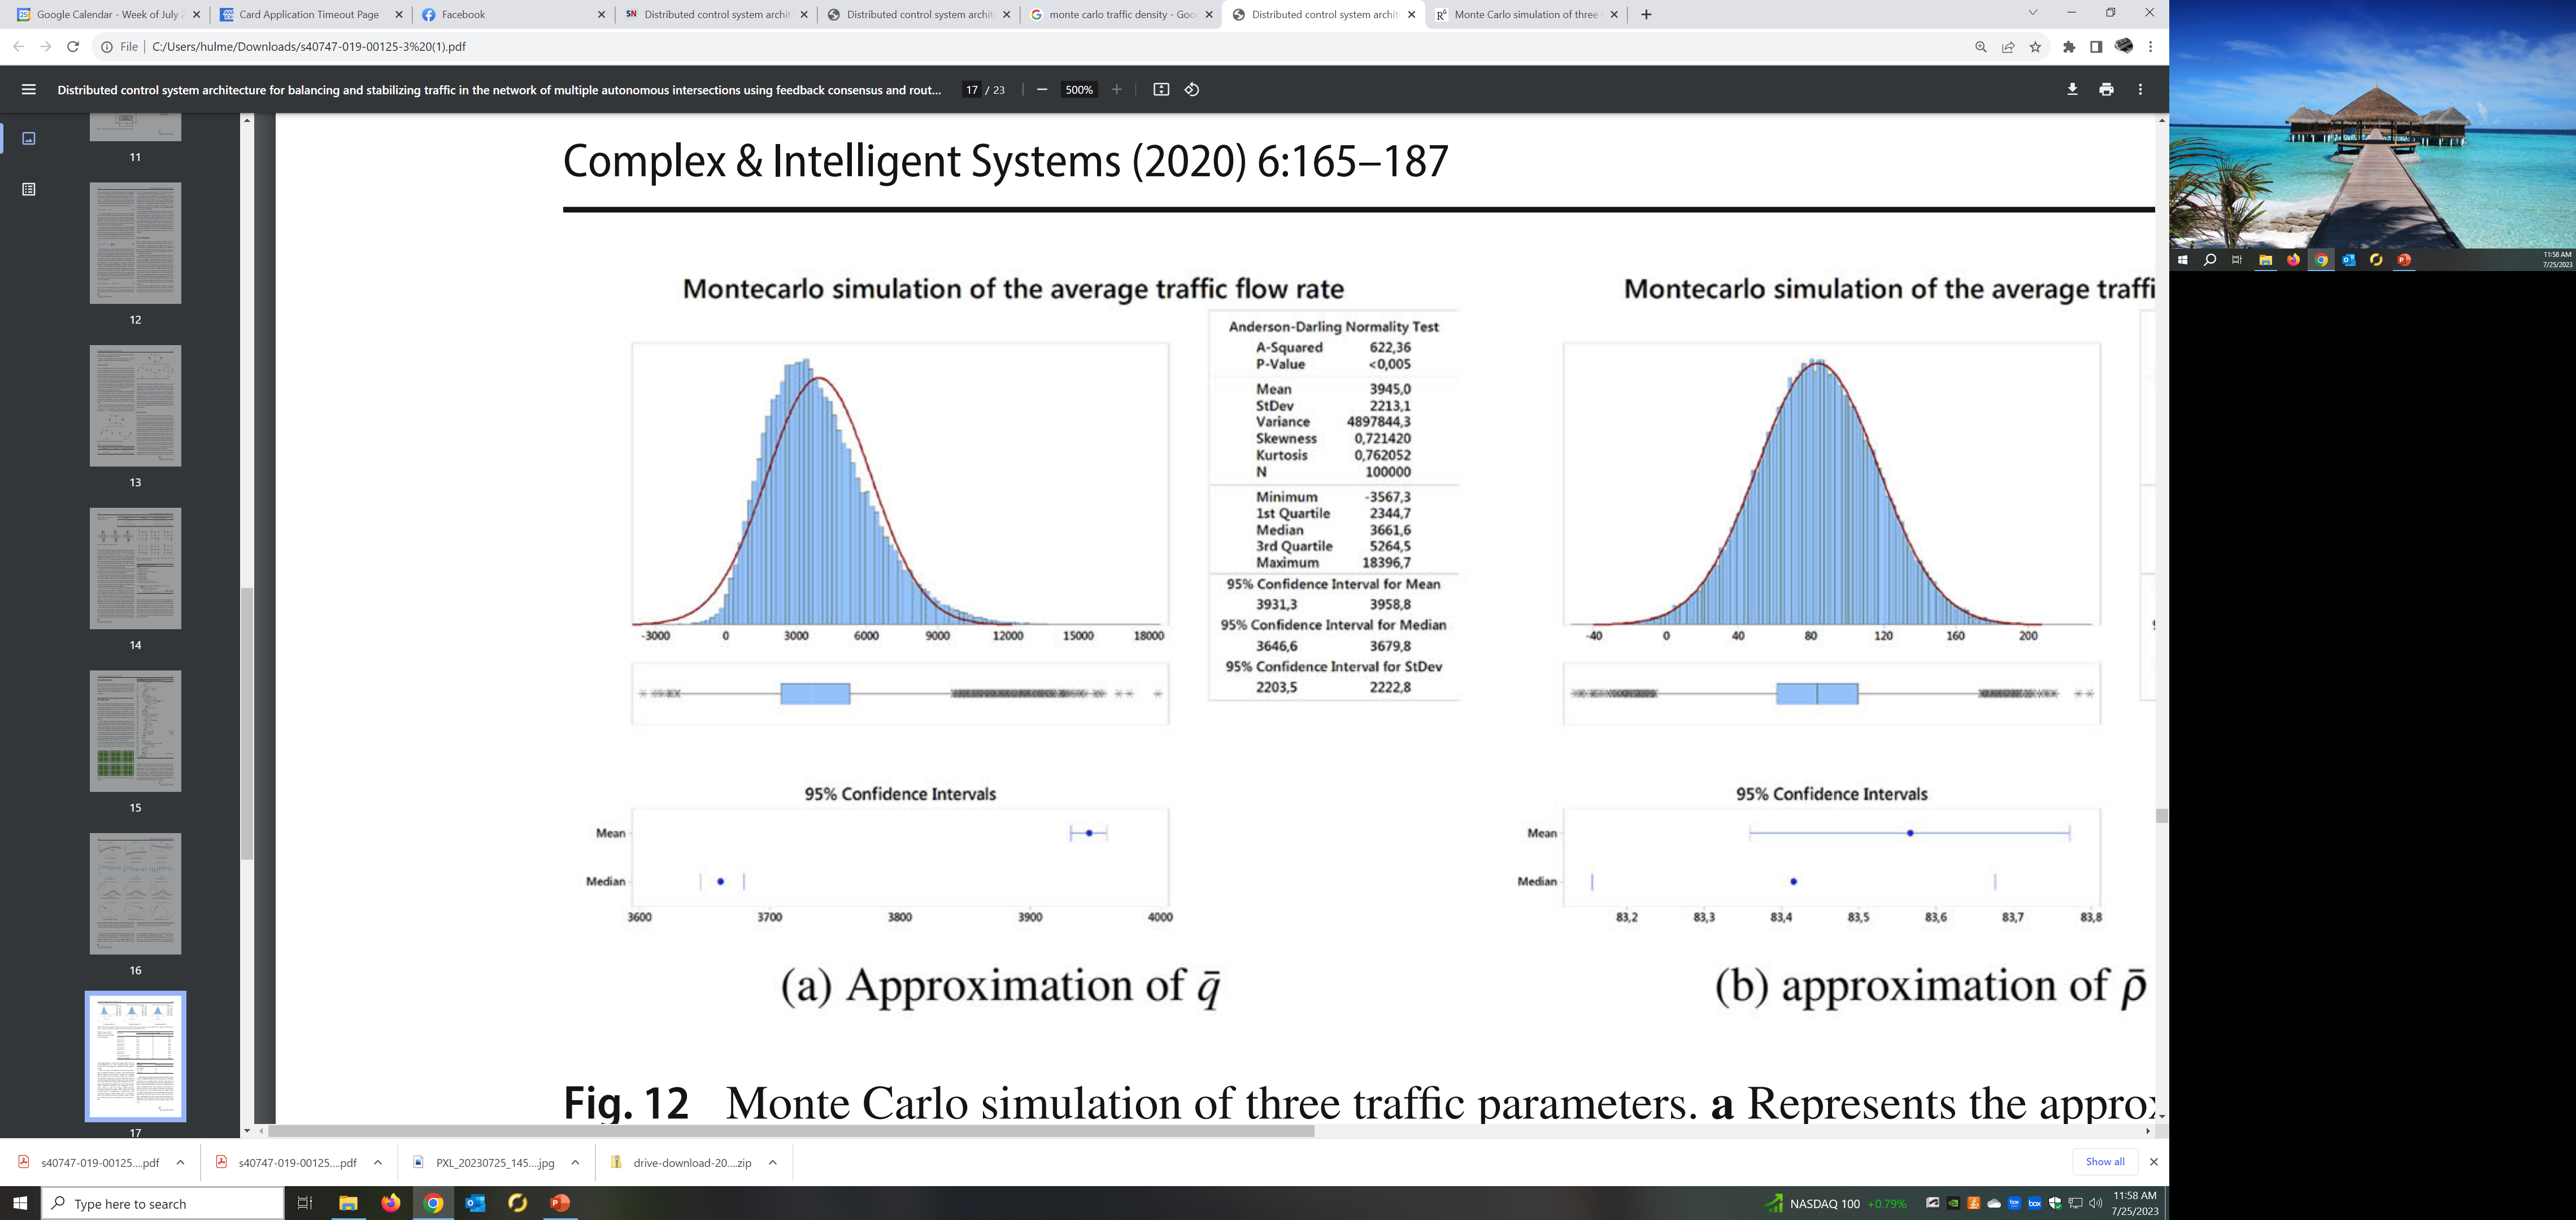 Google Calendar - Week of July 2
Card Application Timeout Page
Facebook
SN Distributed control system archit
Distributed control system archit
monte carlo traffic density - Goo
Distributed control system archit
Monte Carlo simulation of three t
File C:/Users/hulme/Downloads/s40747-019-00125-3%20(1).pdf
Distributed control system architecture for balancing and stabilizing traffic in the network of multiple autonomous intersections using feedback consensus and rout...
17 / 23
500%
11
12
13
14
15
16
17
Complex & Intelligent Systems (2020) 6:165–187
Montecarlo simulation of the average traffic flow rate
Anderson-Darling Normality Test
A-Squared 622,36
P-Value <0,005
Mean 3945,0
StDev 2213,1
Variance 4897844,3
Skewness 0,721420
Kurtosis 0,762052
N 100000
Minimum -3567,3
1st Quartile 2344,7
Median 3661,6
3rd Quartile 5264,5
Maximum 18396,7
95% Confidence Interval for Mean
3931,3 3958,8
95% Confidence Interval for Median
3646,6 3679,8
95% Confidence Interval for StDev
2203,5 2222,8
-3000 0 3000 6000 9000 12000 15000 18000
95% Confidence Intervals
Mean
Median
3600 3700 3800 3900 4000
(a) Approximation of q̄
Montecarlo simulation of the average traffi
-40 0 40 80 120 160 200
95% Confidence Intervals
Mean
Median
83,2 83,3 83,4 83,5 83,6 83,7 83,8
(b) approximation of ρ̄
Fig. 12 Monte Carlo simulation of three traffic parameters. a Represents the approx
s40747-019-00125....pdf
s40747-019-00125....pdf
PXL_20230725_145....jpg
drive-download-20....zip
Show all
Type here to search
NASDAQ 100 +0.79%
11:58 AM
7/25/2023
11:58 AM
7/25/2023